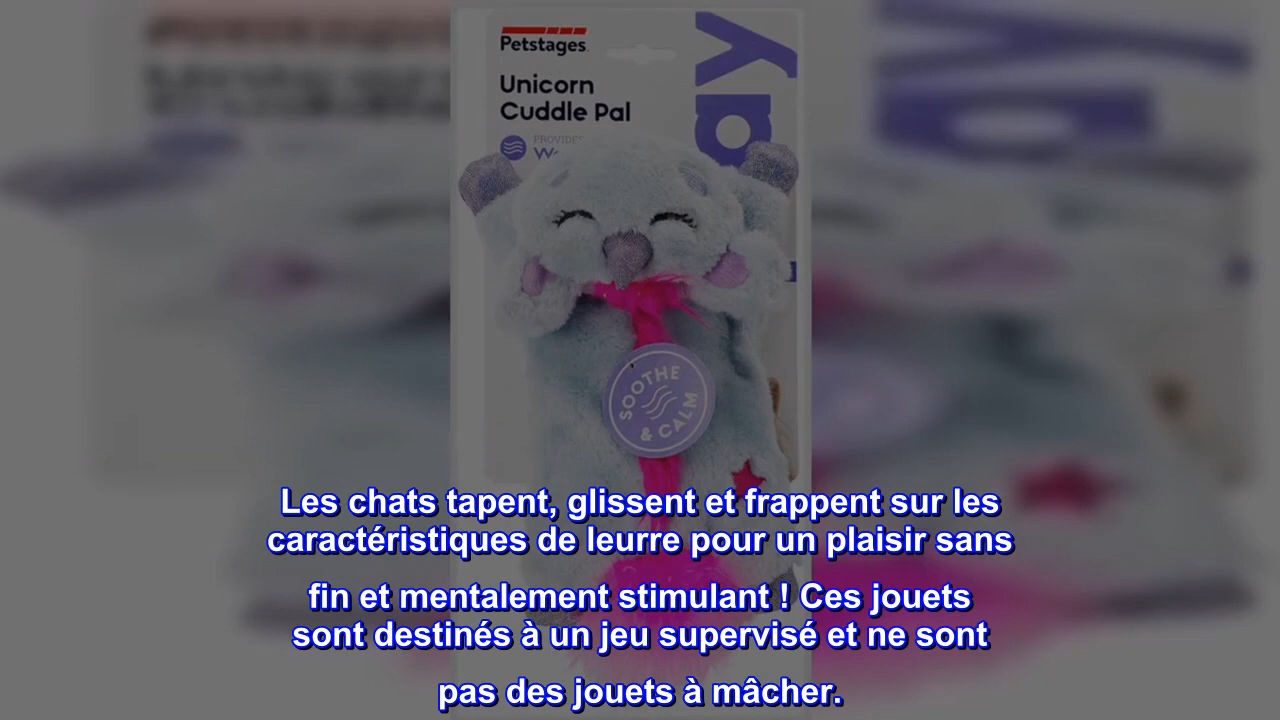 Petstages
ay
Unicorn
Cuddle Pal
SOOTHE
& CALM
Les chats tapent, glissent et frappent sur les
caractéristiques de leurre pour un plaisir sans
fin et mentalement stimulant ! Ces jouets
sont destinés à un jeu supervisé et ne sont
pas des jouets à mâcher.